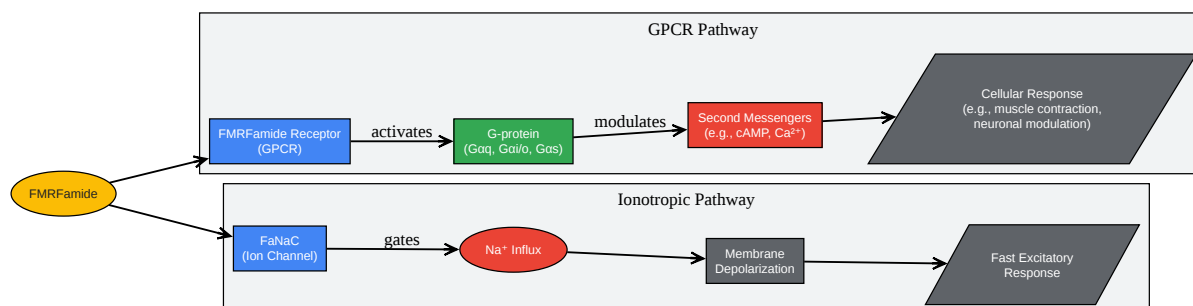 GPCR Pathway
FMRFamide Receptor
(GPCR)
activates
G-protein
(Gαq, Gαi/o, Gαs)
modulates
Second Messengers
(e.g., cAMP, Ca²⁺)
Cellular Response
(e.g., muscle contraction,
neuronal modulation)
FMRFamide
Ionotropic Pathway
FaNaC
(Ion Channel)
gates
Na⁺ Influx
Membrane
Depolarization
Fast Excitatory
Response